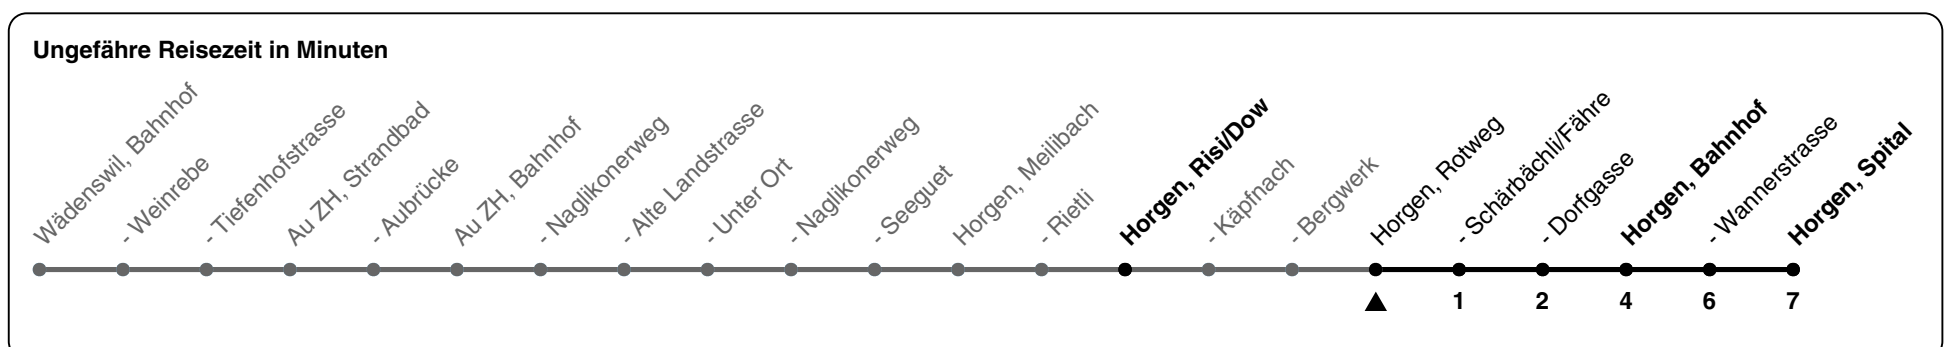 Ungefähre Reisezeit in Minuten
Wädenswil, Bahnhof
- Weinrebe
- Tiefenhofstrasse
Au ZH, Strandbad
- Aubrücke
Au ZH, Bahnhof
- Naglikonerweg
- Alte Landstrasse
- Unter Ort
- Naglikonerweg
- Seeguet
Horgen, Meilibach
- Rietli
Horgen, Risi/Dow
- Käpfnach
- Bergwerk
Horgen, Rotweg
- Schärbächli/Fähre
- Dorfgasse
Horgen, Bahnhof
- Wannerstrasse
Horgen, Spital
1 2 4 6 7